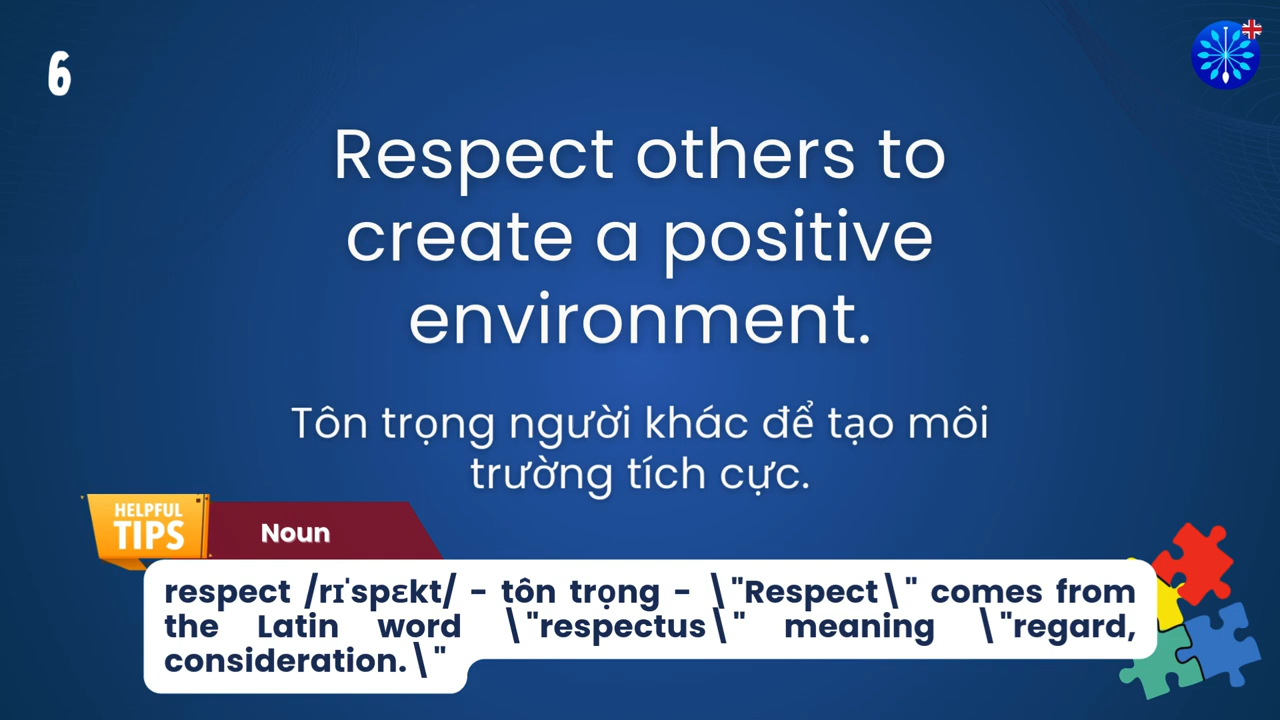 6
Respect others to
create a positive
environment.
Tôn trọng người khác để tạo môi
trường tích cực.
HELPFUL
TIPS
Noun
respect /rɪˈspɛkt/ - tôn trọng - \"Respect\" comes from
the Latin word \"respectus\" meaning \"regard,
consideration.\"